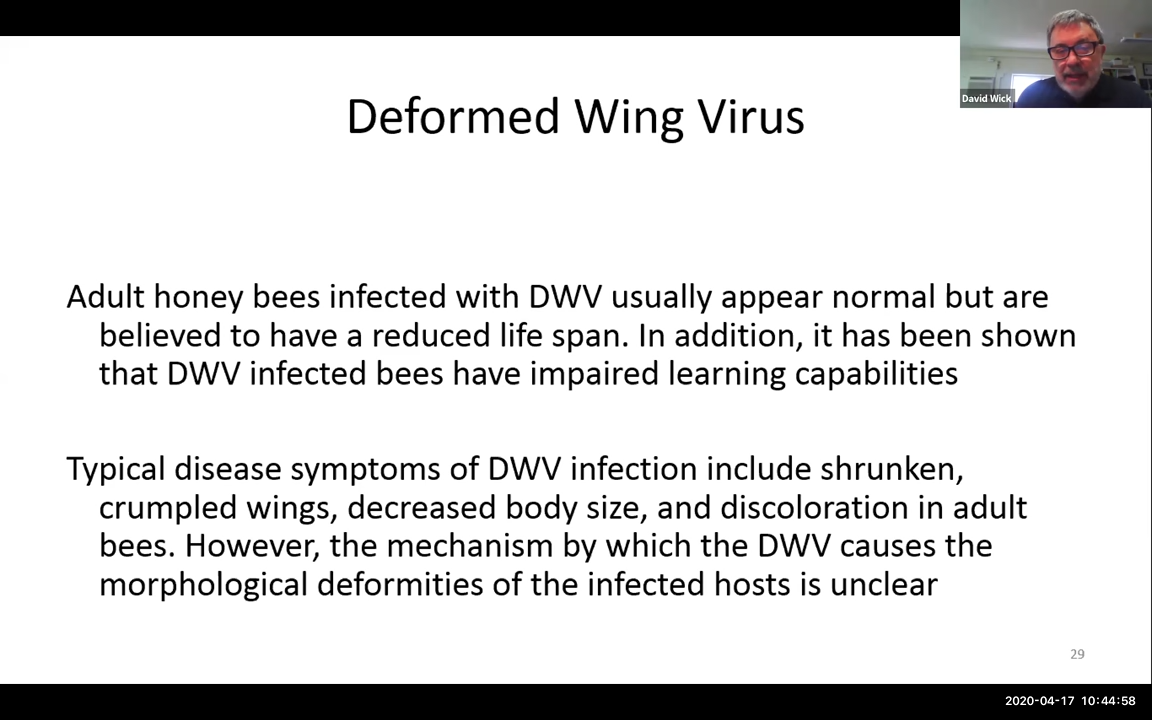 David Wick
Deformed Wing Virus
Adult honey bees infected with DWV usually appear normal but are
believed to have a reduced life span. In addition, it has been shown
that DWV infected bees have impaired learning capabilities
Typical disease symptoms of DWV infection include shrunken,
crumpled wings, decreased body size, and discoloration in adult
bees. However, the mechanism by which the DWV causes the
morphological deformities of the infected hosts is unclear
29
2020-04-17 10:44:58